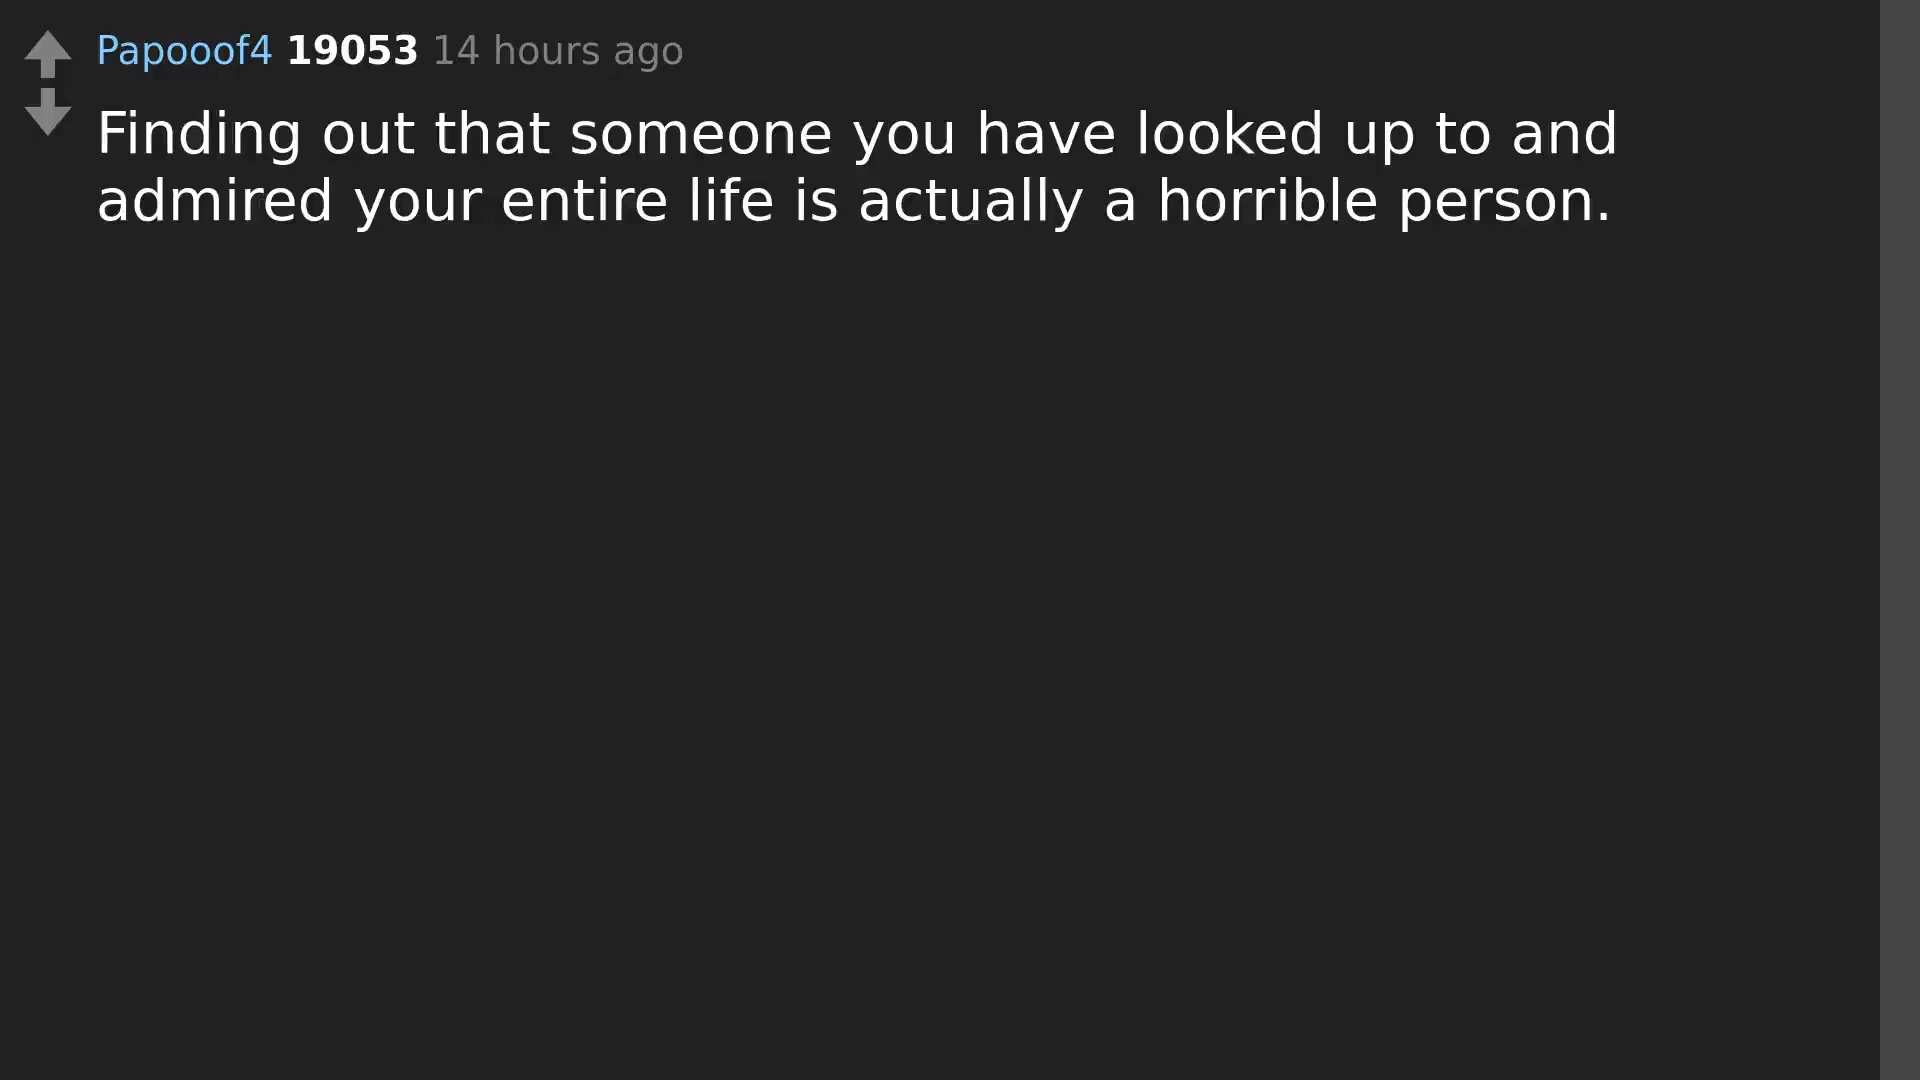 Papooof4 19053 14 hours ago
Finding out that someone you have looked up to and
admired your entire life is actually a horrible person.